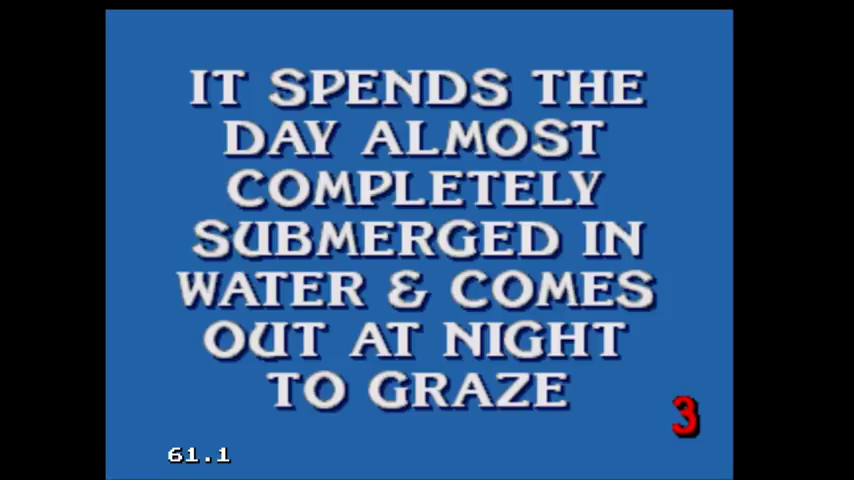 IT SPENDS THE
DAY ALMOST
COMPLETELY
SUBMERGED IN
WATER & COMES
OUT AT NIGHT
TO GRAZE
3
61.1